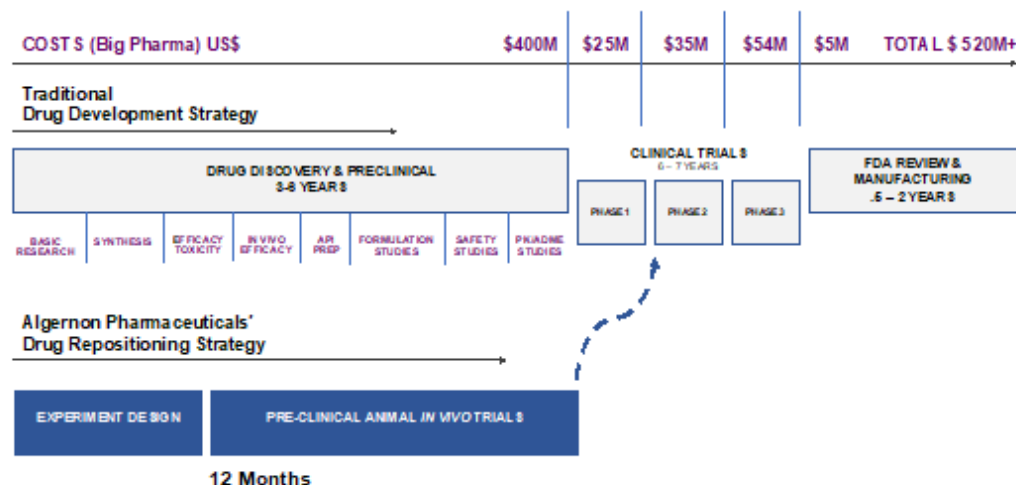 COSTS (Big Pharma) US$ $400M $25M $35M $54M $5M TOTAL $ 520M+
Traditional
Drug Development Strategy
DRUG DISCOVERY & PRECLINICAL
3-6 YEARS
CLINICAL TRIALS
6 – 7 YEARS
FDA REVIEW &
MANUFACTURING
.5 – 2 YEARS
PHASE 1 PHASE 2 PHASE 3
BASIC
RESEARCH
SYNTHESIS
EFFICACY
TOXICITY
IN VIVO
EFFICACY
API
PREP
FORMULATION
STUDIES
SAFETY
STUDIES
PK/ADME
STUDIES
Algernon Pharmaceuticals'
Drug Repositioning Strategy
EXPERIMENT DESIGN
PRE-CLINICAL ANIMAL IN VIVO TRIALS
12 Months